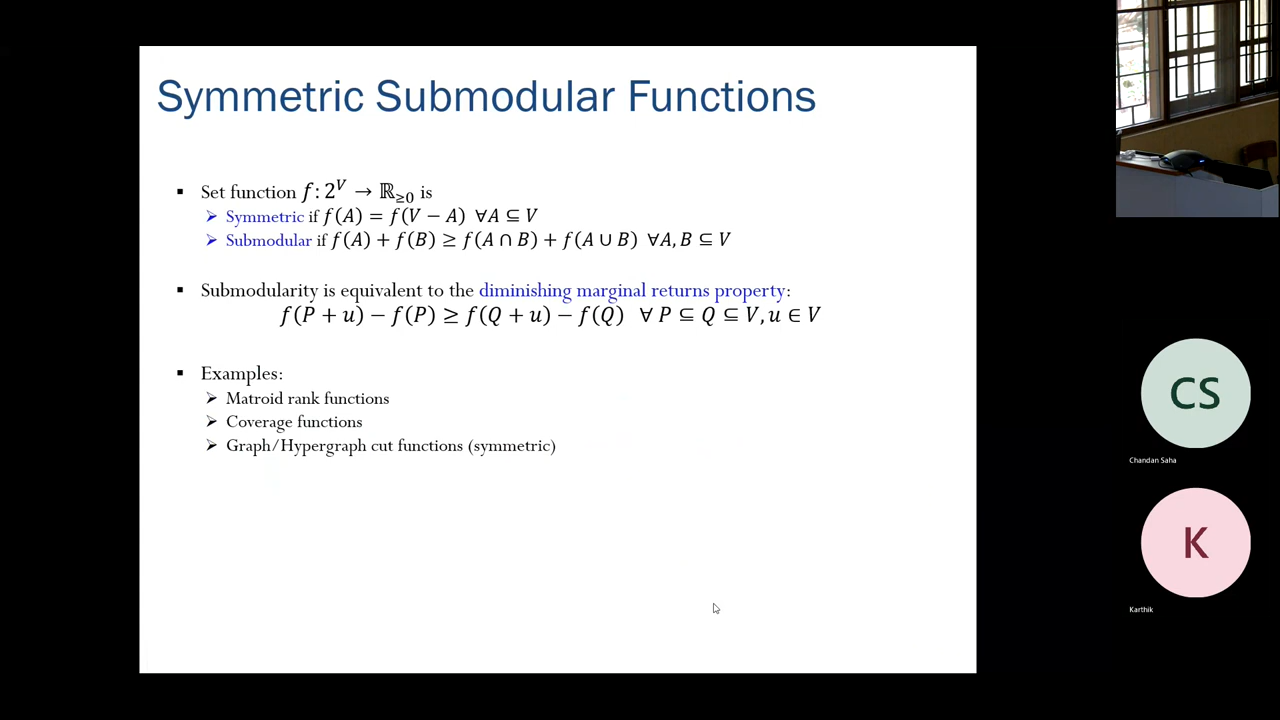 Symmetric Submodular Functions
▪ Set function f: 2^V → ℝ_{≥0} is
➢ Symmetric if f(A) = f(V − A) ∀A ⊆ V
➢ Submodular if f(A) + f(B) ≥ f(A ∩ B) + f(A ∪ B) ∀A, B ⊆ V
▪ Submodularity is equivalent to the diminishing marginal returns property:
f(P + u) − f(P) ≥ f(Q + u) − f(Q) ∀ P ⊆ Q ⊆ V, u ∈ V
▪ Examples:
➢ Matroid rank functions
➢ Coverage functions
➢ Graph/Hypergraph cut functions (symmetric)
CS
Chandan Saha
K
Karthik